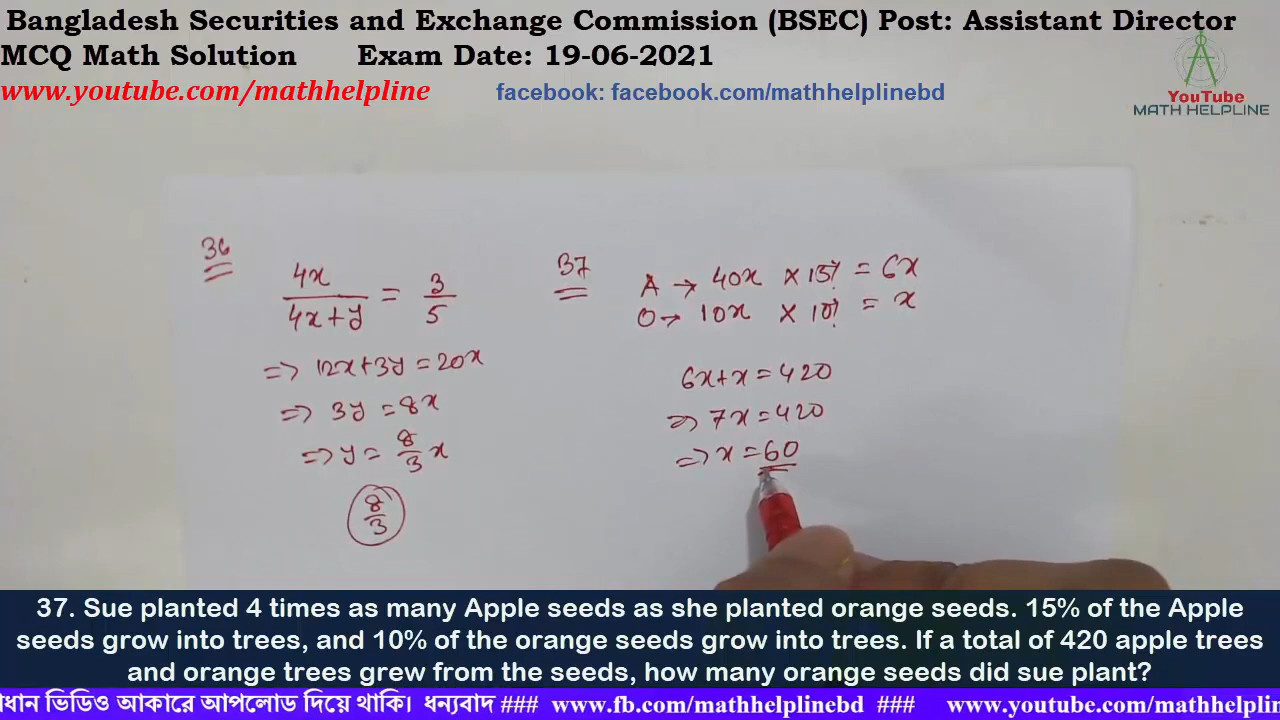 Bangladesh Securities and Exchange Commission (BSEC) Post: Assistant Director
MCQ Math Solution Exam Date: 19-06-2021
www.youtube.com/mathhelpline facebook: facebook.com/mathhelplinebd
YouTube
MATH HELPLINE
36
4x/(4x+y) = 3/5
=> 12x+3y = 20x
=> 3y = 8x
=> y = 8/3 x
8/3
37
A → 40x × 15% = 6x
O → 10x × 10% = x
6x+x = 420
=> 7x = 420
=> x = 60
37. Sue planted 4 times as many Apple seeds as she planted orange seeds. 15% of the Apple
seeds grow into trees, and 10% of the orange seeds grow into trees. If a total of 420 apple trees
and orange trees grew from the seeds, how many orange seeds did sue plant?
ধান ভিডিও আকারে আপলোড দিয়ে থাকি। ধন্যবাদ ### www.fb.com/mathhelplinebd ### www.youtube.com/mathhelplin